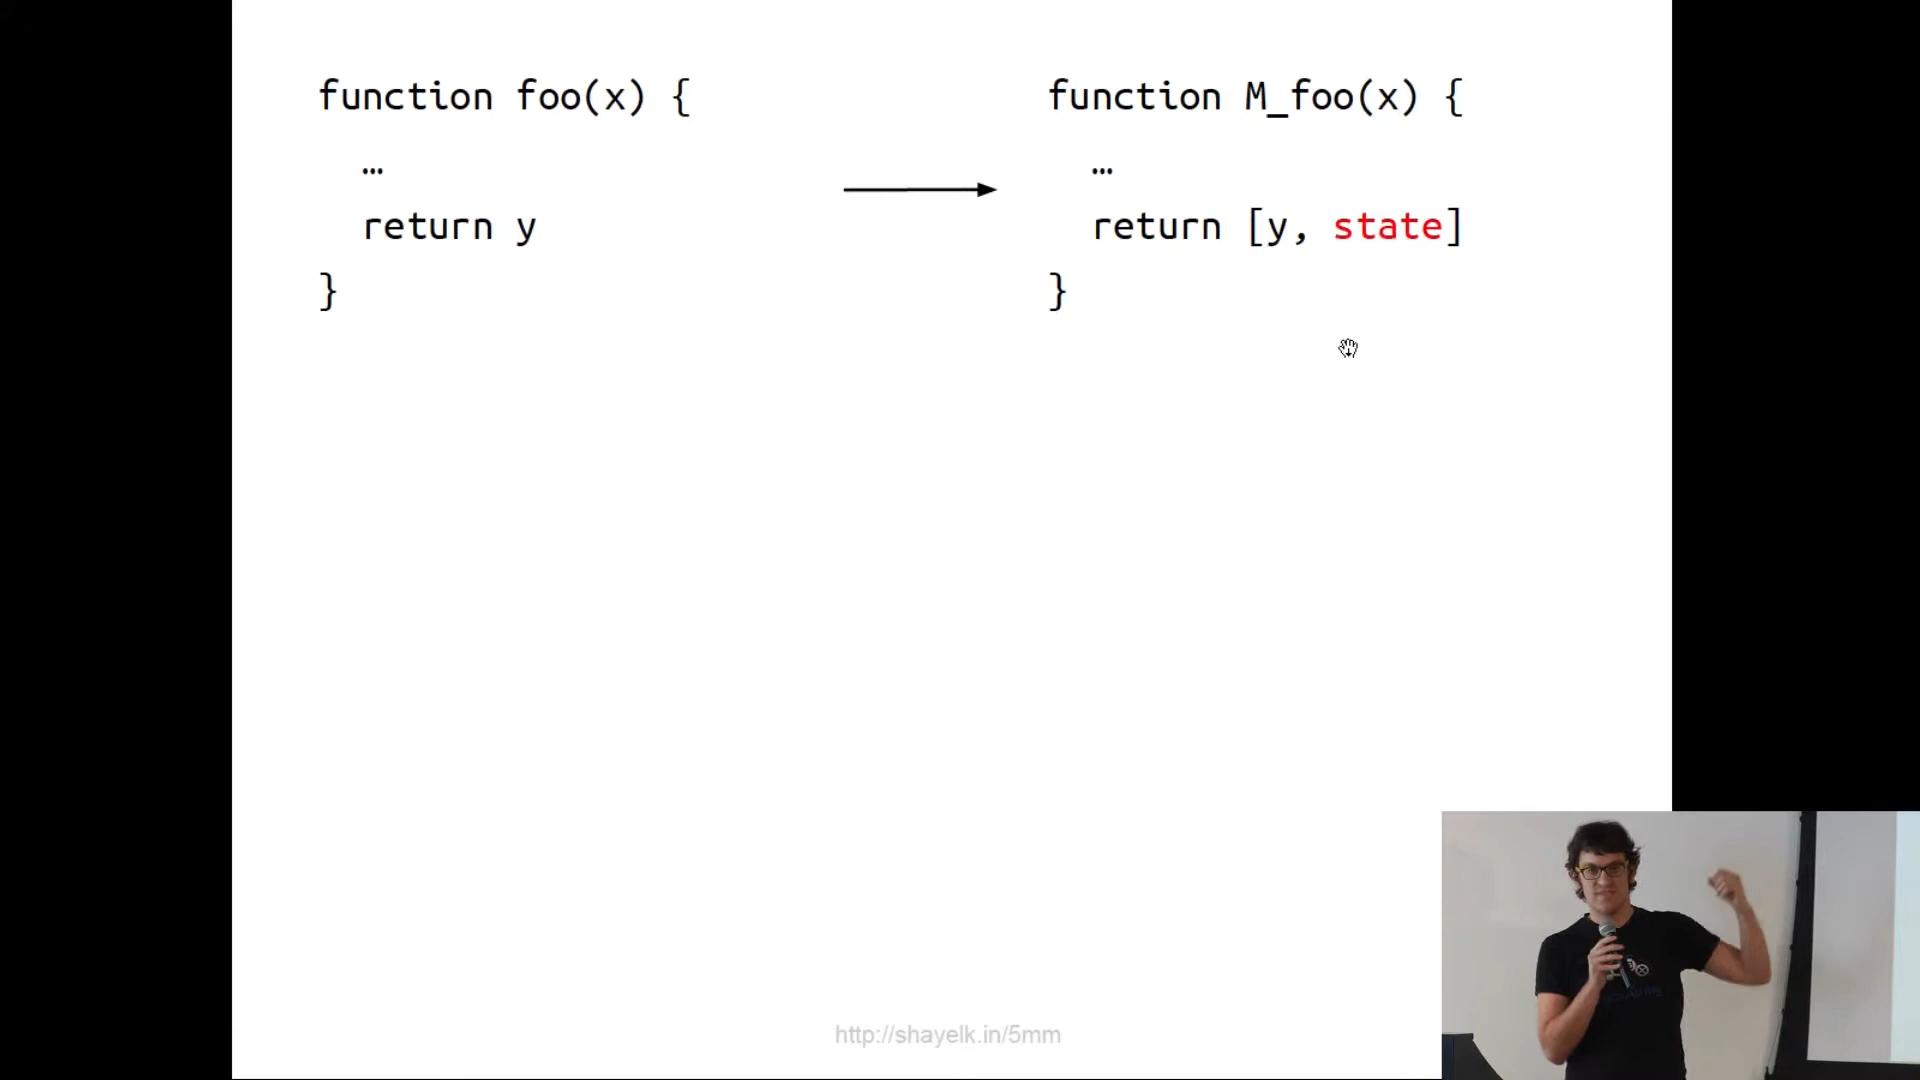 function foo(x) {
…
return y
}
function M_foo(x) {
…
return [y, state]
}
http://shayelk.in/5mm